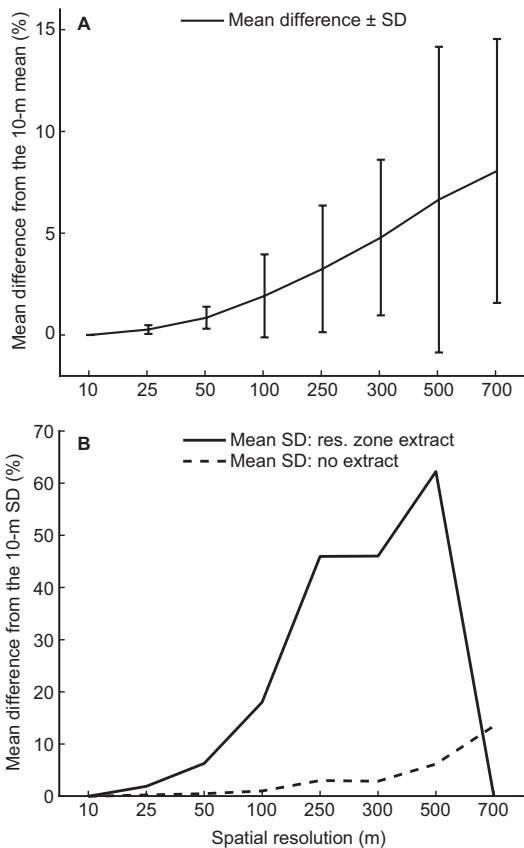 A
Mean difference ± SD
Mean difference from the 10-m mean (%)
15
10
5
0
10 25 50 100 250 300 500 700
B
Mean SD: res. zone extract
Mean SD: no extract
Mean difference from the 10-m SD (%)
70
60
50
40
30
20
10
0
10 25 50 100 250 300 500 700
Spatial resolution (m)